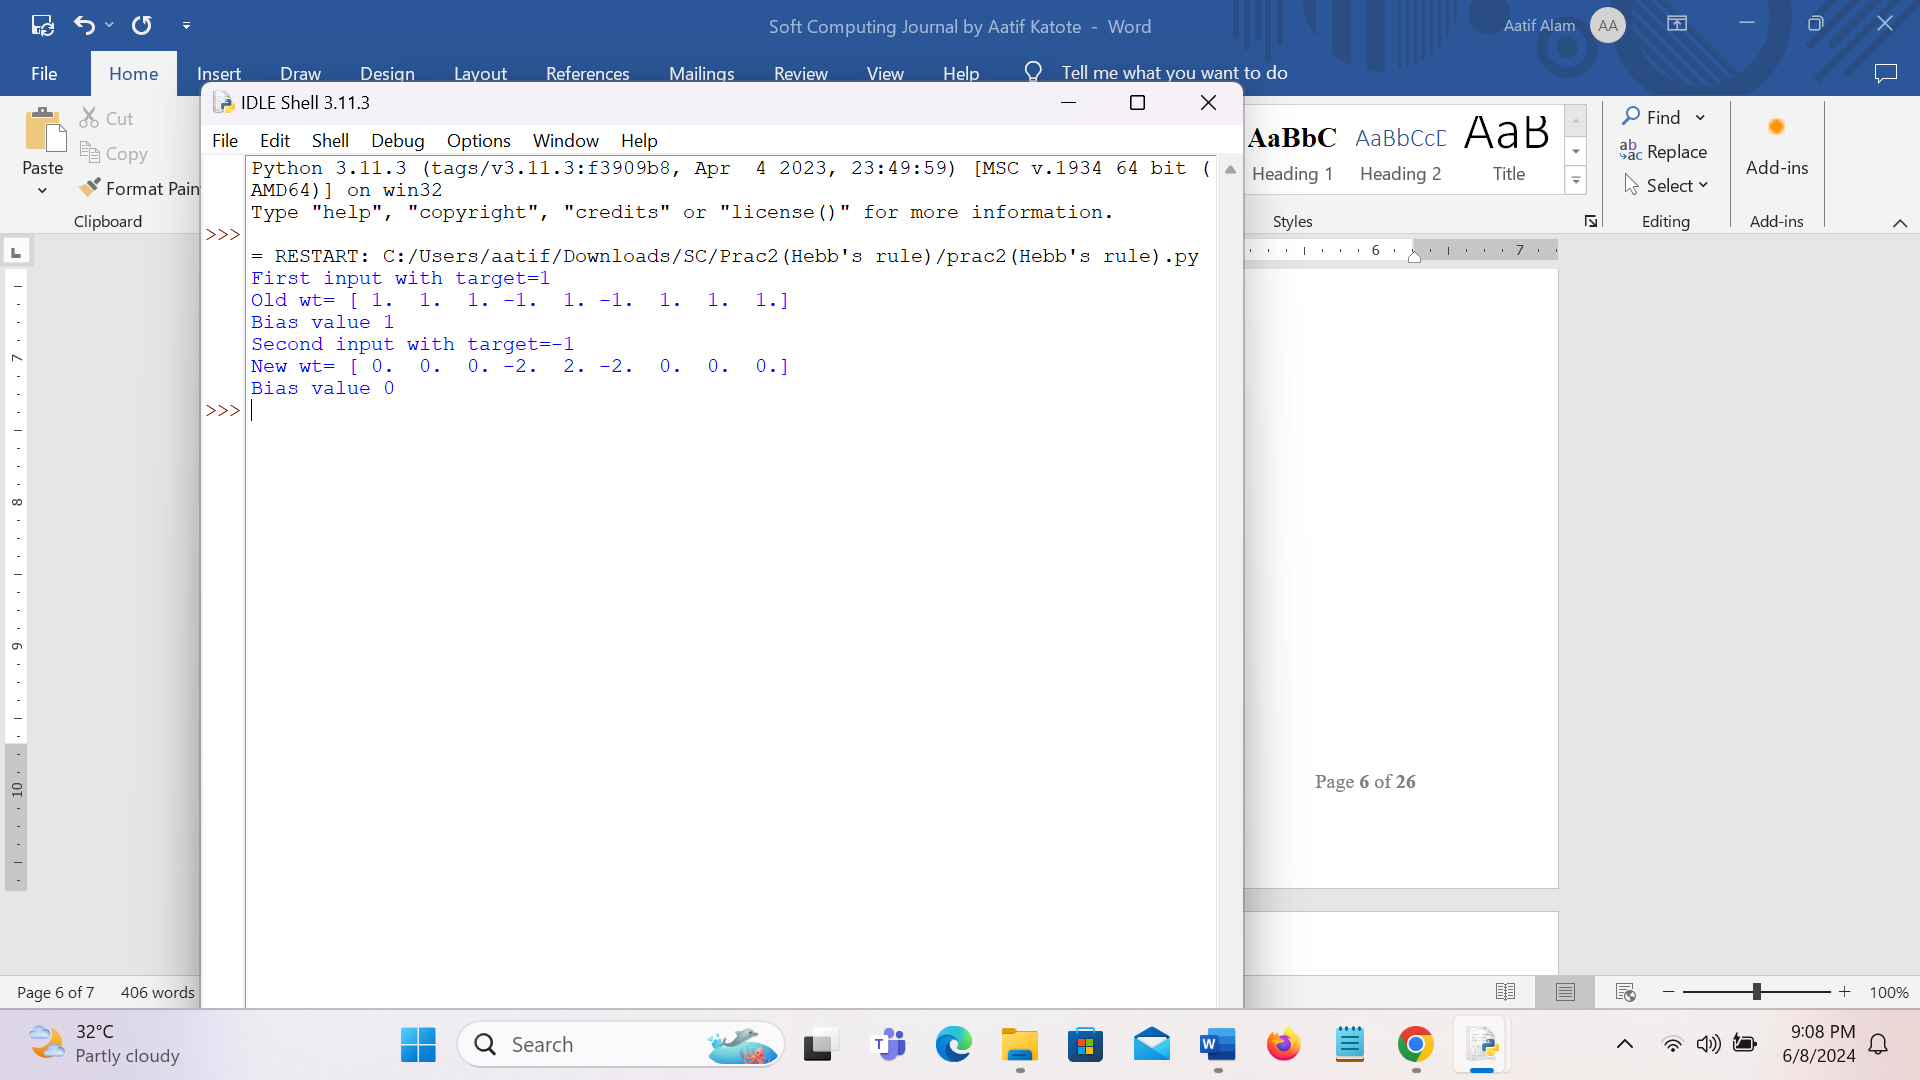 Soft Computing Journal by Aatif Katote - Word
Aatif Alam
AA
File Home Insert Draw Design Layout References Mailings Review View Help Tell me what you want to do
Paste
Cut
Copy
Format Pain
Clipboard
IDLE Shell 3.11.3
File Edit Shell Debug Options Window Help
Python 3.11.3 (tags/v3.11.3:f3909b8, Apr  4 2023, 23:49:59) [MSC v.1934 64 bit (
AMD64)] on win32
Type "help", "copyright", "credits" or "license()" for more information.
>>>
= RESTART: C:/Users/aatif/Downloads/SC/Prac2(Hebb's rule)/prac2(Hebb's rule).py
First input with target=1
Old wt= [ 1.  1.  1. -1.  1. -1.  1.  1.  1.]
Bias value 1
Second input with target=-1
New wt= [ 0.  0.  0. -2.  2. -2.  0.  0.  0.]
Bias value 0
>>>
AaBbC AaBbCcD AaB
Heading 1 Heading 2 Title
Styles
Find
Replace
Select
Editing
Add-ins
Add-ins
6 7
7
8
9
10
Page 6 of 26
Page 6 of 7 406 words
100%
32°C
Partly cloudy
Search
9:08 PM
6/8/2024